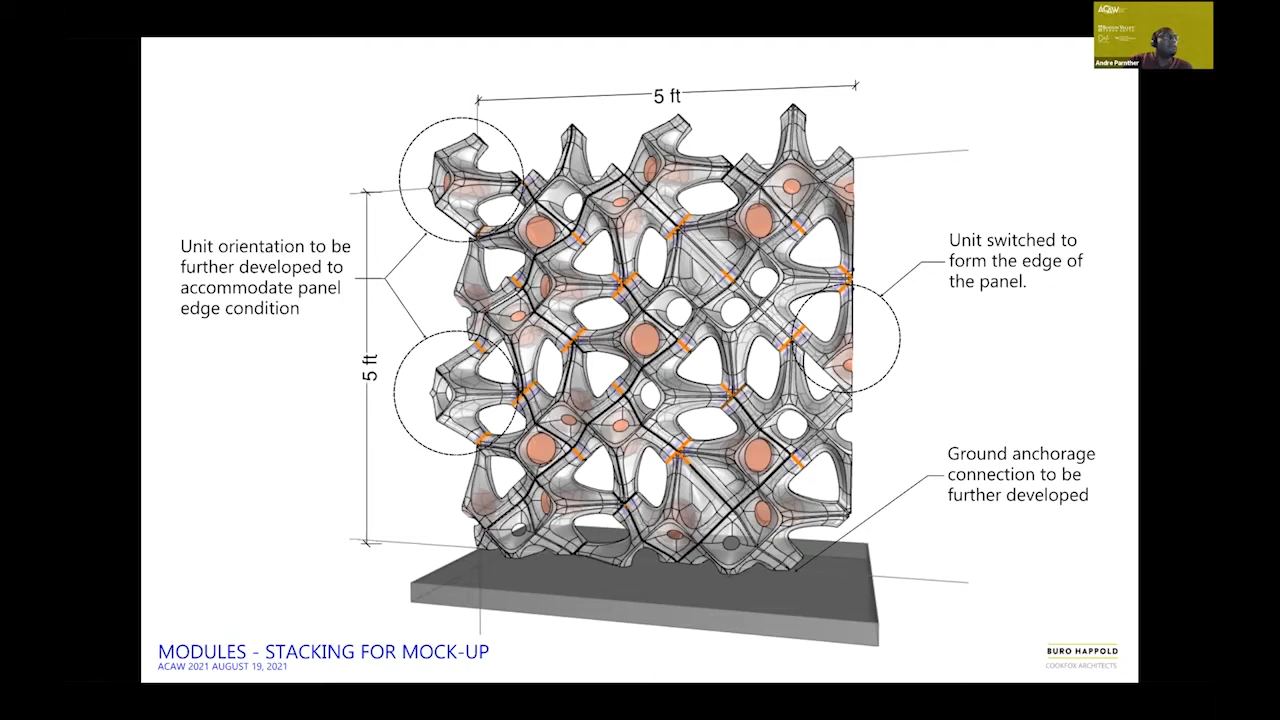 ACAW
Andre Parnther
5 ft
Unit orientation to be
further developed to
accommodate panel
edge condition
Unit switched to
form the edge of
the panel.
5 ft
Ground anchorage
connection to be
further developed
MODULES - STACKING FOR MOCK-UP
ACAW 2021 AUGUST 19, 2021
BURO HAPPOLD
COOKFOX ARCHITECTS